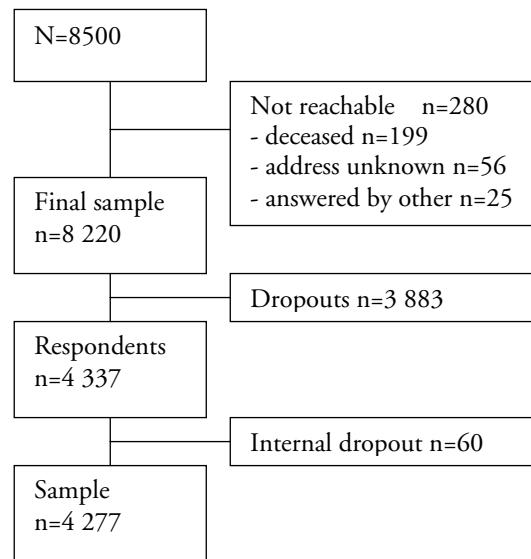 N=8500
Not reachable n=280
- deceased n=199
- address unknown n=56
- answered by other n=25
Final sample
n=8 220
Dropouts n=3 883
Respondents
n=4 337
Internal dropout n=60
Sample
n=4 277